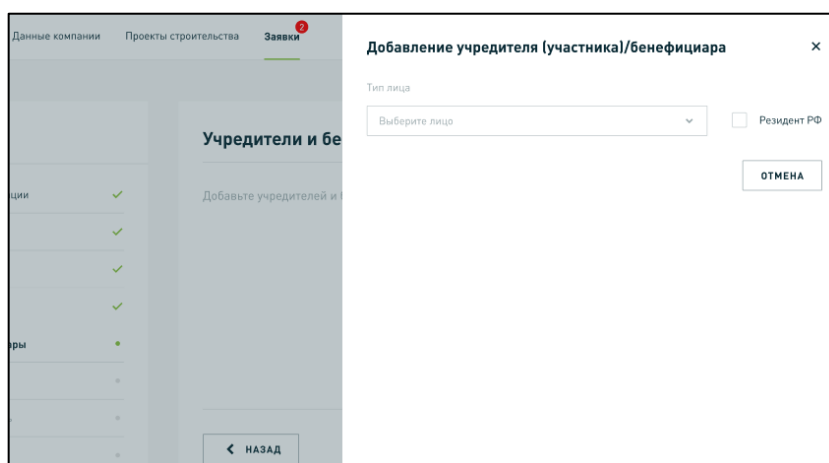 Данные компании Проекты строительства Заявки 2
Добавление учредителя (участника)/бенефициара
Тип лица
Выберите лицо
Резидент РФ
ОТМЕНА
Учредители и бе
Добавьте учредителей и
ции
ары
НАЗАД